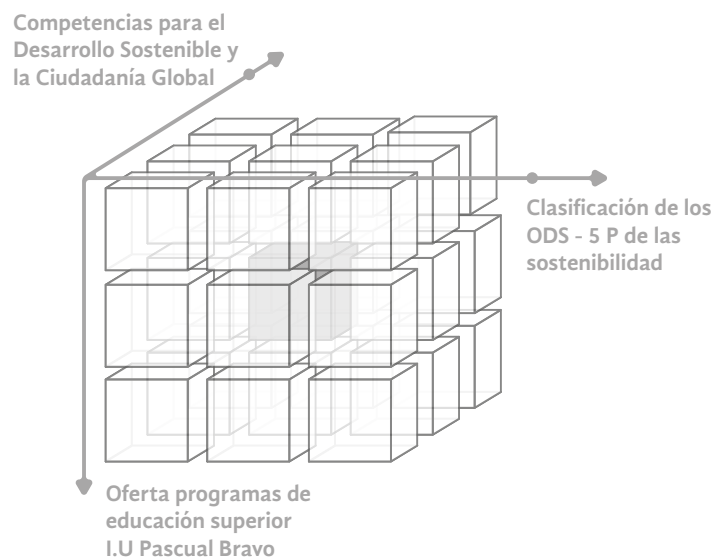 Competencias para el
Desarrollo Sostenible y
la Ciudadanía Global
Clasificación de los
ODS - 5 P de las
sostenibilidad
Oferta programas de
educación superior
I.U Pascual Bravo